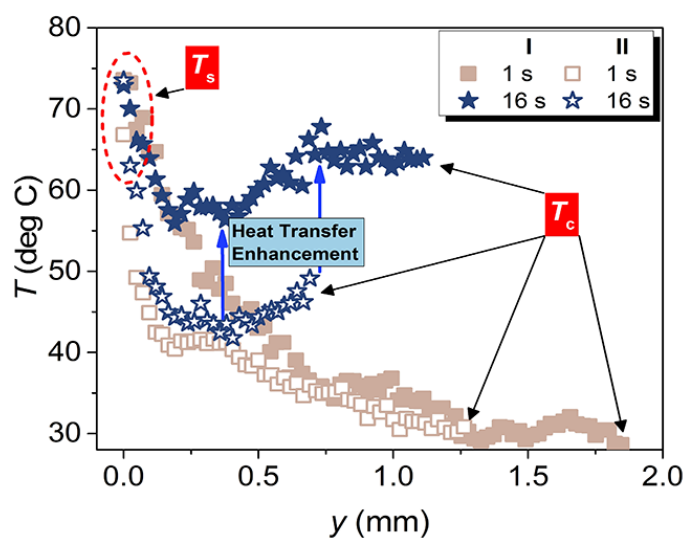 80
70
60
50
40
30
T (deg C)
0.0 0.5 1.0 1.5 2.0
y (mm)
Ts
I II
1 s 1 s
16 s 16 s
Heat Transfer
Enhancement
Tc